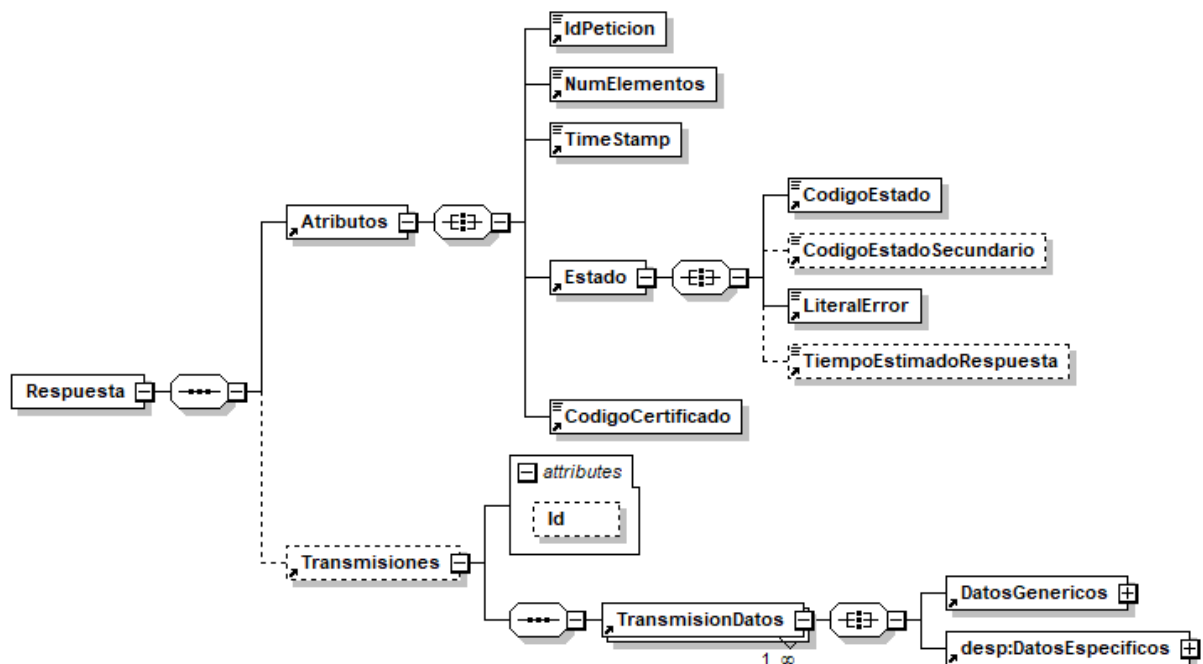 IdPeticion
NumElementos
TimeStamp
CodigoEstado
Atributos
CodigoEstadoSecundario
Estado
LiteralError
TiempoEstimadoRespuesta
Respuesta
CodigoCertificado
attributes
Id
Transmisiones
DatosGenericos
TransmisionDatos
desp:DatosEspecificos
1 ∞